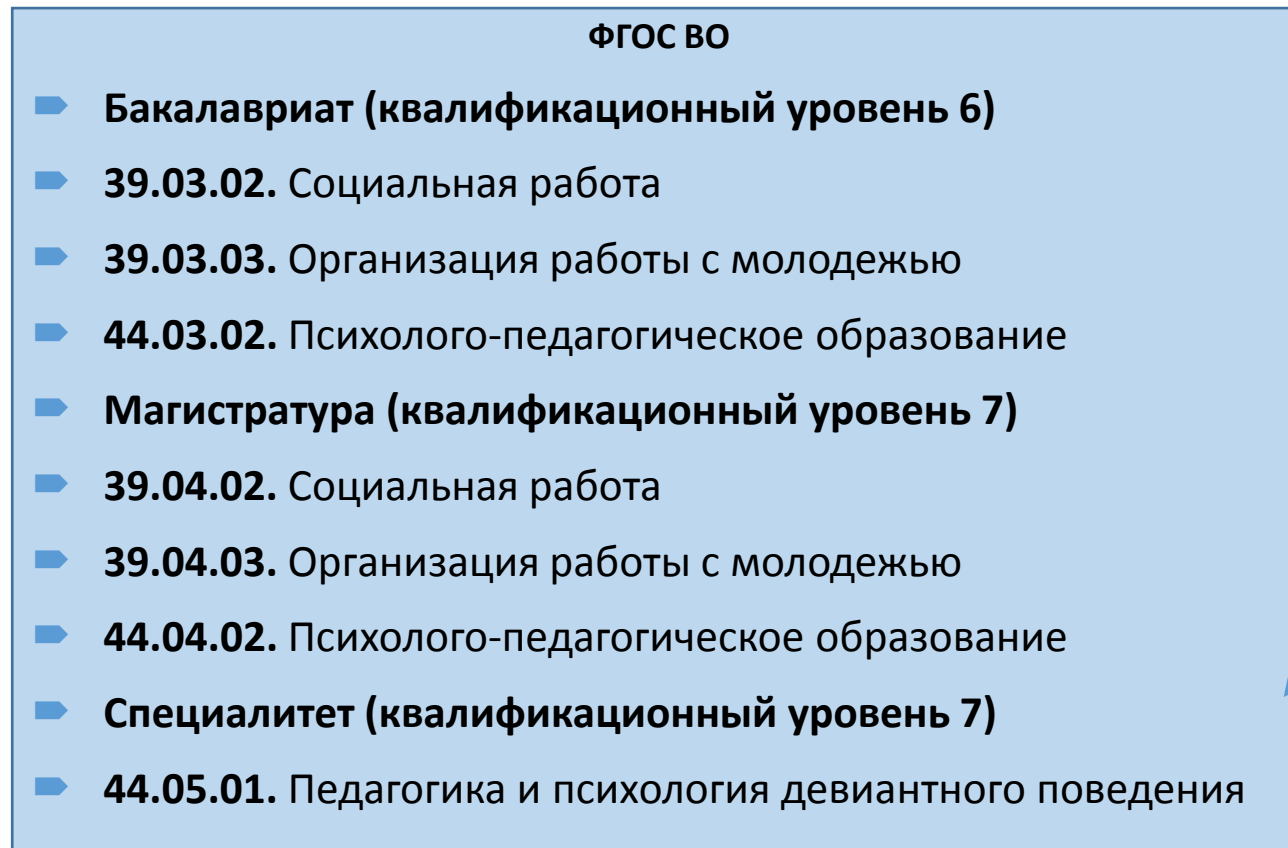 ФГОС ВО
Бакалавриат (квалификационный уровень 6)
39.03.02. Социальная работа
39.03.03. Организация работы с молодежью
44.03.02. Психолого-педагогическое образование
Магистратура (квалификационный уровень 7)
39.04.02. Социальная работа
39.04.03. Организация работы с молодежью
44.04.02. Психолого-педагогическое образование
Специалитет (квалификационный уровень 7)
44.05.01. Педагогика и психология девиантного поведения